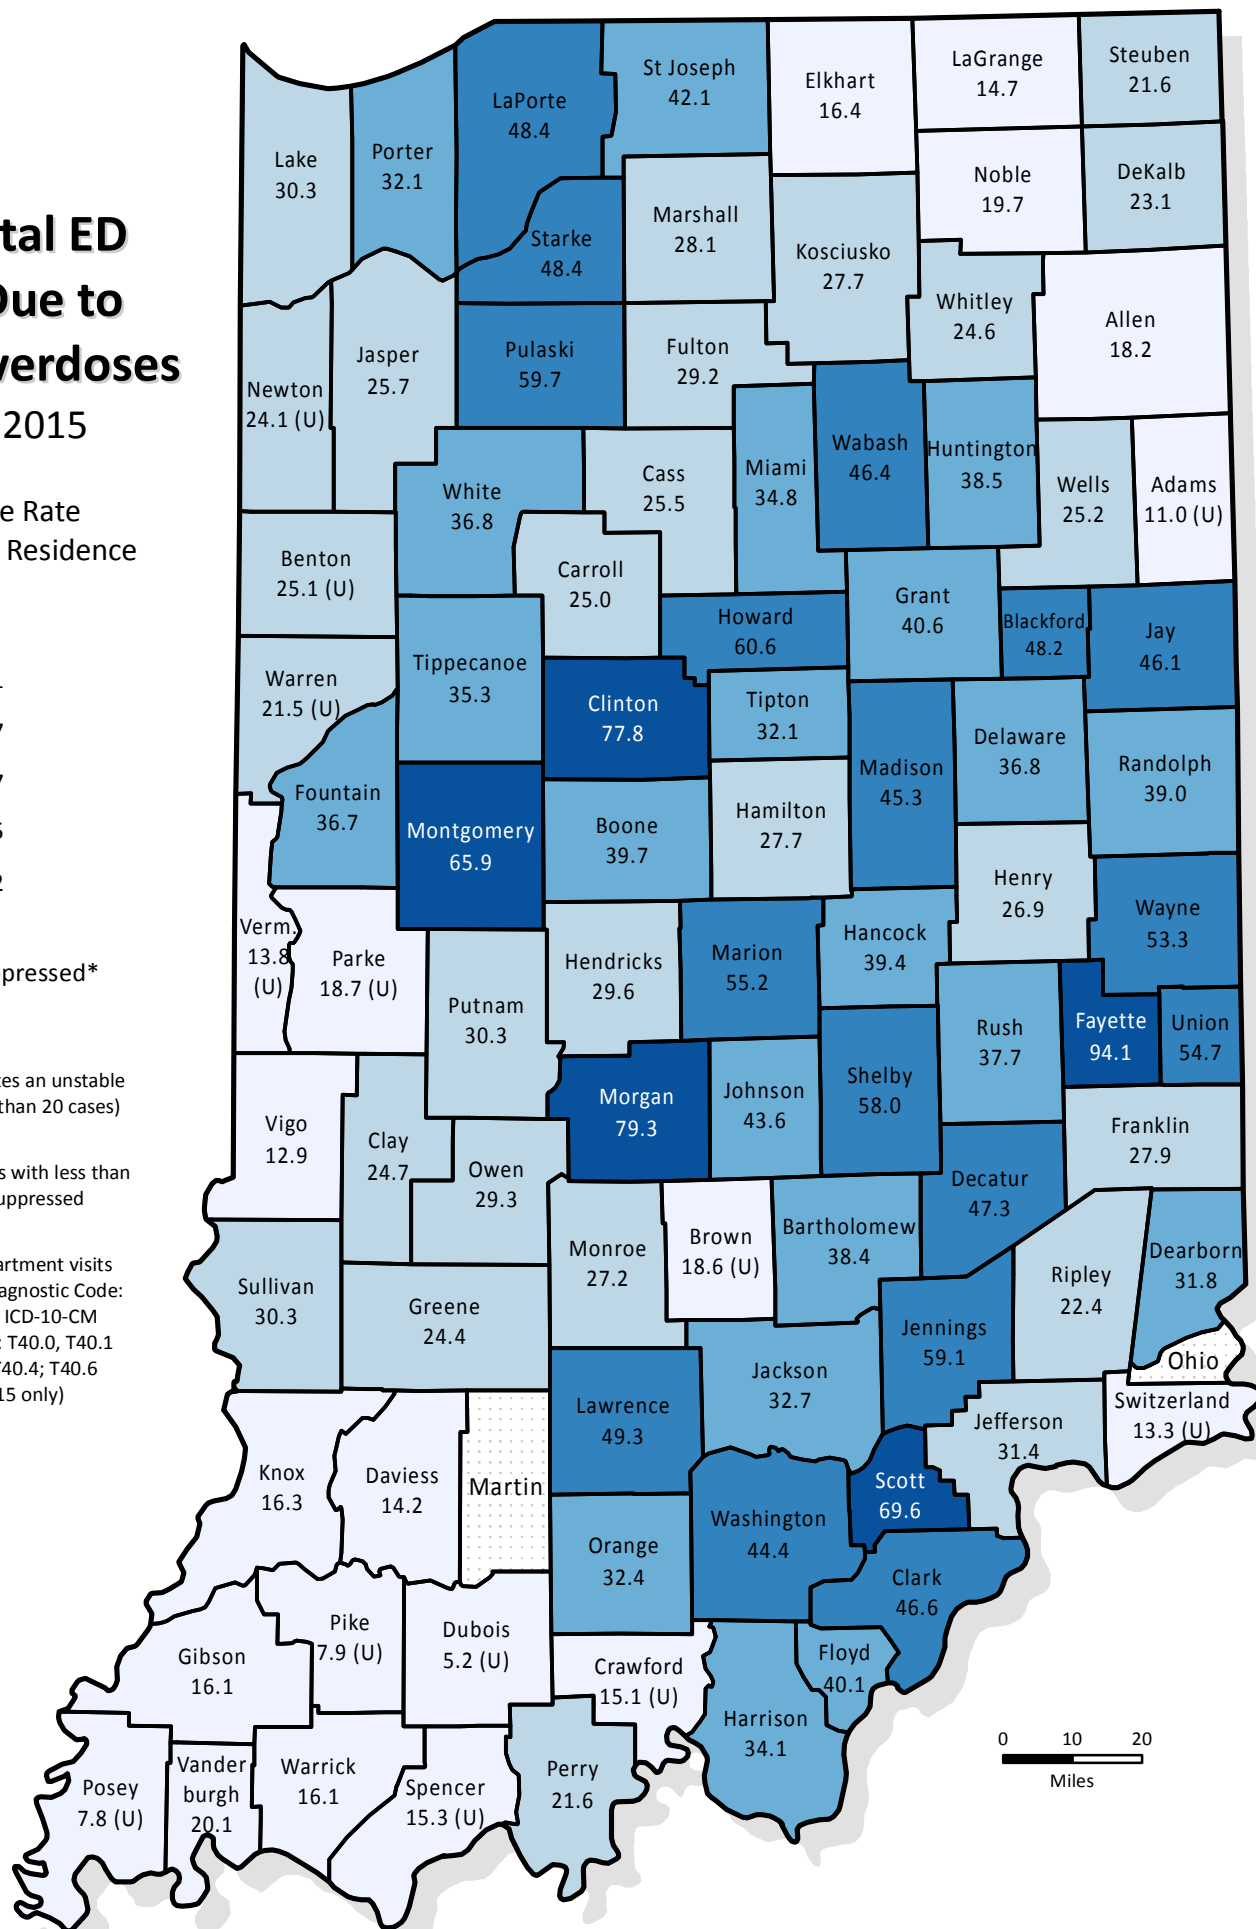 tal ED
Due to
verdoses
2015
e Rate
Residence
7
7
2
pressed*
es an unstable
than 20 cases)
s with less than
uppressed
artment visits
agnostic Code:
ICD-10-CM
: T40.0, T40.1
T40.4; T40.6
15 only)
Lake
30.3
Porter
32.1
LaPorte
48.4
St Joseph
42.1
Elkhart
16.4
LaGrange
14.7
Steuben
21.6
Noble
19.7
DeKalb
23.1
Starke
48.4
Marshall
28.1
Kosciusko
27.7
Whitley
24.6
Allen
18.2
Newton
24.1 (U)
Jasper
25.7
Pulaski
59.7
Fulton
29.2
White
36.8
Cass
25.5
Miami
34.8
Wabash
46.4
Huntington
38.5
Wells
25.2
Adams
11.0 (U)
Benton
25.1 (U)
Carroll
25.0
Howard
60.6
Grant
40.6
Blackford
48.2
Jay
46.1
Warren
21.5 (U)
Tippecanoe
35.3
Clinton
77.8
Tipton
32.1
Madison
45.3
Delaware
36.8
Randolph
39.0
Fountain
36.7
Montgomery
65.9
Boone
39.7
Hamilton
27.7
Henry
26.9
Wayne
53.3
Verm.
13.8
(U)
Parke
18.7 (U)
Putnam
30.3
Hendricks
29.6
Marion
55.2
Hancock
39.4
Rush
37.7
Fayette
94.1
Union
54.7
Vigo
12.9
Clay
24.7
Owen
29.3
Morgan
79.3
Johnson
43.6
Shelby
58.0
Decatur
47.3
Franklin
27.9
Sullivan
30.3
Greene
24.4
Monroe
27.2
Brown
18.6 (U)
Bartholomew
38.4
Jennings
59.1
Ripley
22.4
Dearborn
31.8
Ohio
Switzerland
13.3 (U)
Jefferson
31.4
Knox
16.3
Daviess
14.2
Martin
Lawrence
49.3
Jackson
32.7
Scott
69.6
Washington
44.4
Orange
32.4
Clark
46.6
Floyd
40.1
Harrison
34.1
Crawford
15.1 (U)
Gibson
16.1
Pike
7.9 (U)
Dubois
5.2 (U)
Posey
7.8 (U)
Vander
burgh
20.1
Warrick
16.1
Spencer
15.3 (U)
Perry
21.6
0 10 20
Miles